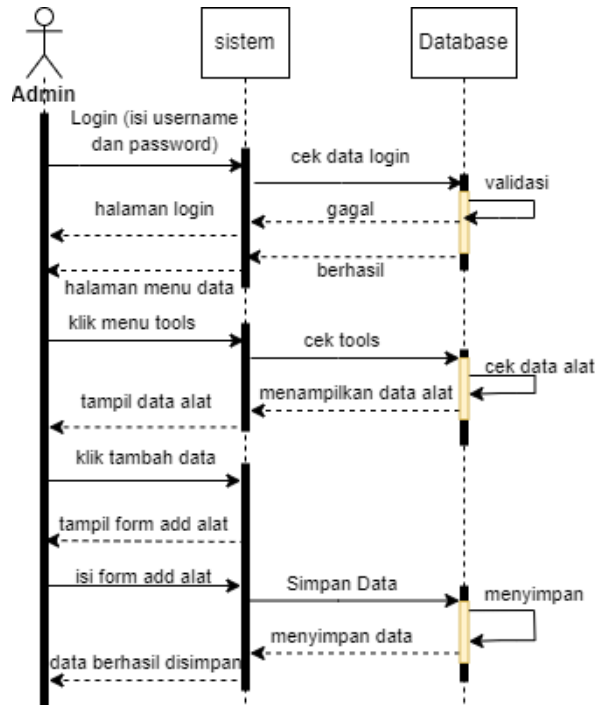 sistem
Database
Admin
Login (isi username
dan password)
cek data login
validasi
halaman login
gagal
berhasil
halaman menu data
klik menu tools
cek tools
cek data alat
menampilkan data alat
tampil data alat
klik tambah data
tampil form add alat
isi form add alat
Simpan Data
menyimpan
menyimpan data
data berhasil disimpan